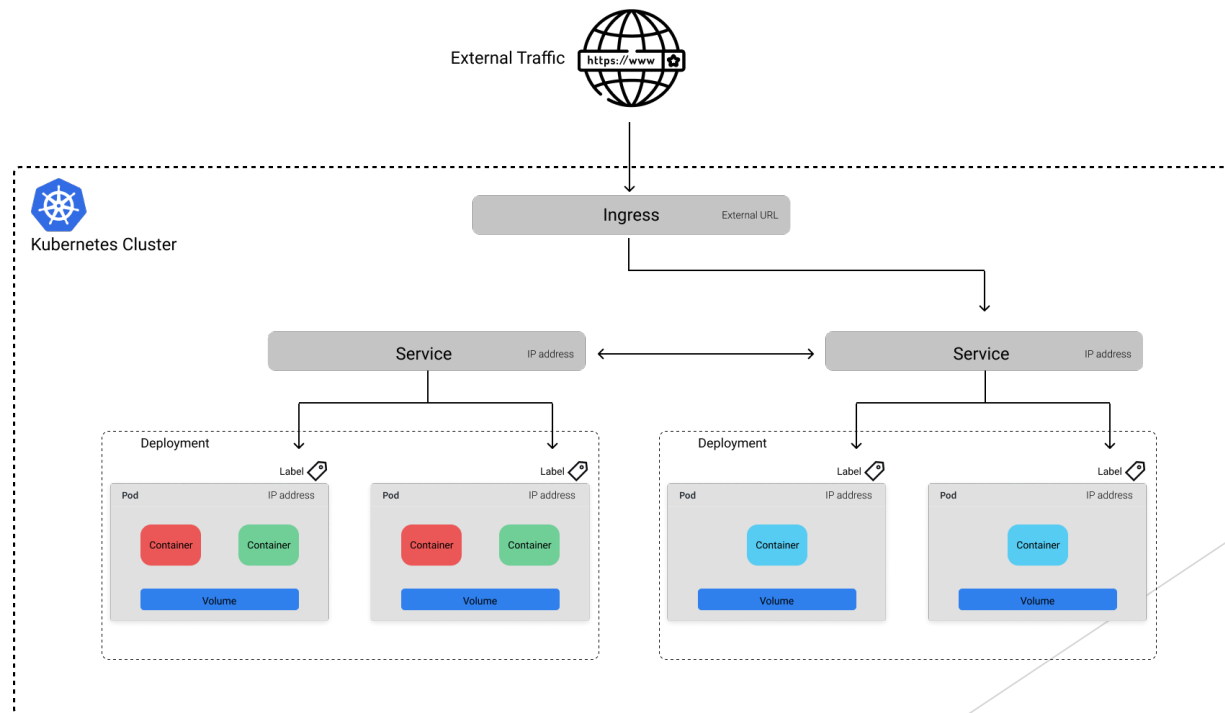 External Traffic
https://www
Kubernetes Cluster
Ingress External URL
Service IP address
Service IP address
Deployment
Deployment
Label
Label
Label
Label
Pod IP address
Pod IP address
Pod IP address
Pod IP address
Container
Container
Container
Container
Container
Container
Volume
Volume
Volume
Volume